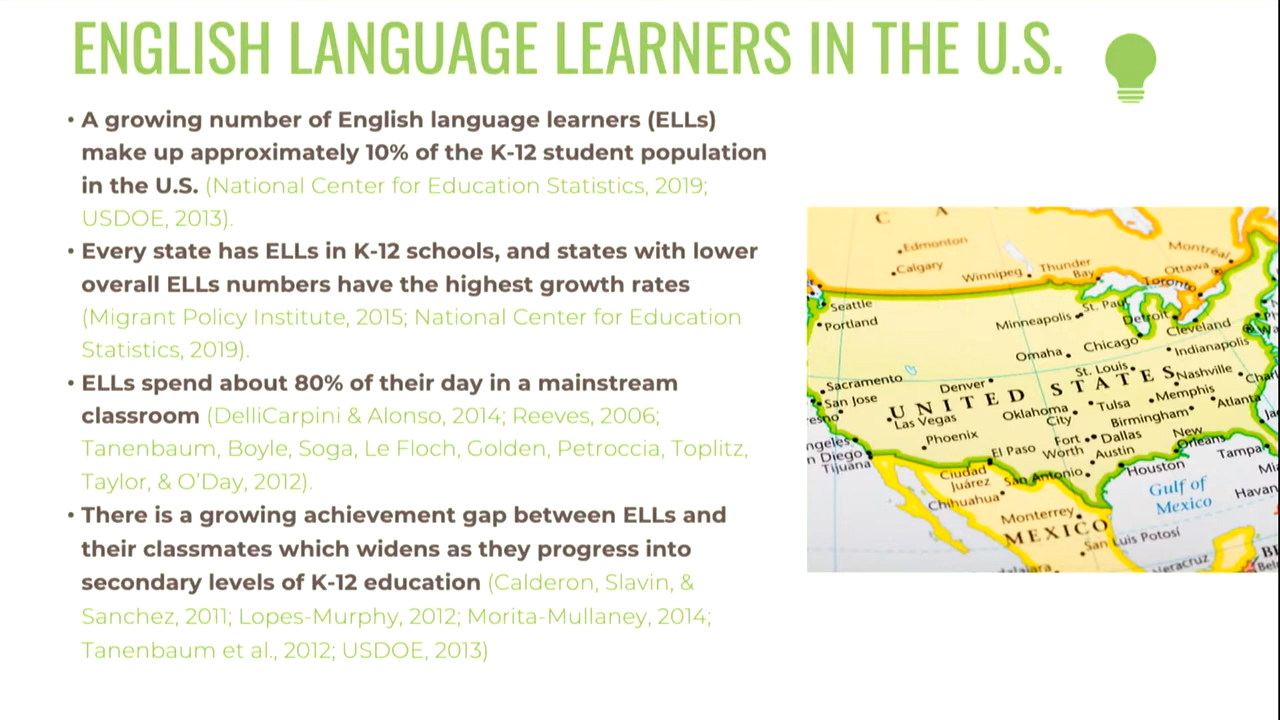 ENGLISH LANGUAGE LEARNERS IN THE U.S.
• A growing number of English language learners (ELLs)
make up approximately 10% of the K-12 student population
in the U.S. (National Center for Education Statistics, 2019;
USDOE, 2013).
• Every state has ELLs in K-12 schools, and states with lower
overall ELLs numbers have the highest growth rates
(Migrant Policy Institute, 2015; National Center for Education
Statistics, 2019).
• ELLs spend about 80% of their day in a mainstream
classroom (DelliCarpini & Alonso, 2014; Reeves, 2006;
Tanenbaum, Boyle, Soga, Le Floch, Golden, Petroccia, Toplitz,
Taylor, & O'Day, 2012).
• There is a growing achievement gap between ELLs and
their classmates which widens as they progress into
secondary levels of K-12 education (Calderon, Slavin, &
Sanchez, 2011; Lopes-Murphy, 2012; Morita-Mullaney, 2014;
Tanenbaum et al., 2012; USDOE, 2013)
C A
Edmonton
Calgary
Winnipeg
Thunder
Bay
Montréal
Ottawa
Toronto
Seattle
Portland
Minneapolis
St. Pau
Detroit
Cleveland
Omaha
Chicago
Indianapolis
Sacramento
San Jose
esno
Denver
St. Louis
Nashville
Charl
UNITED STATES
Las Vegas
Oklahoma
City
Tulsa
Memphis
Birmingham
Atlanta
Phoenix
ngeles
n Diego
Tijuana
El Paso
Fort
Worth
Dallas
Austin
New
Orleans
Ciudad
Juárez
San Antonio
Houston
Tampa
Chihuahua
Gulf of
Mexico
Havan
Monterrey
MEXICO
San Luis Potosí